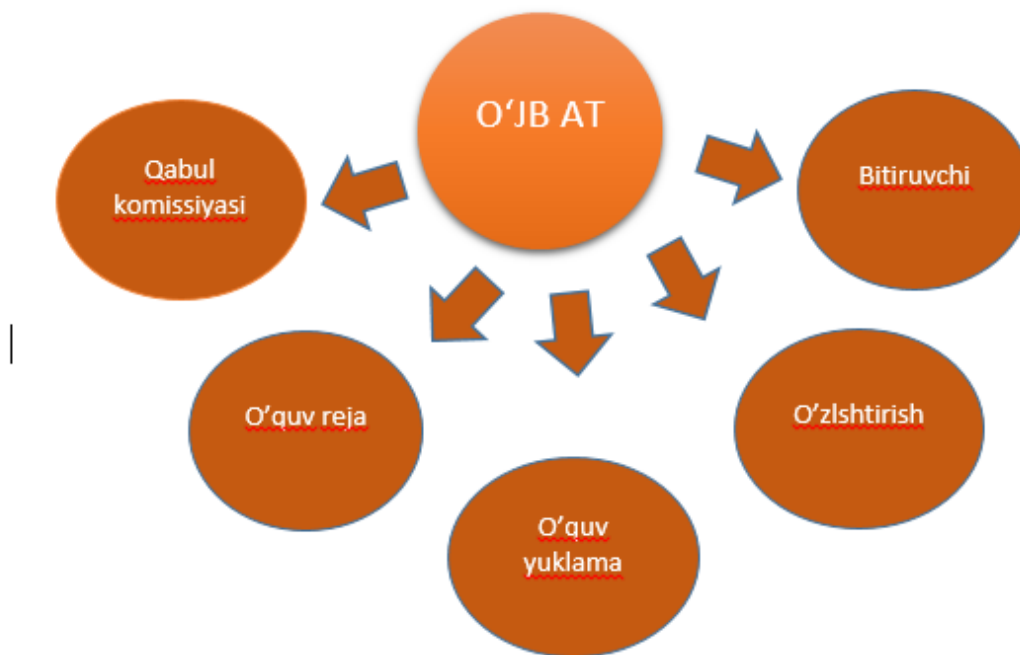 O‘JB AT
Qabul
komissiyasi
Bitiruvchi
O’quv reja
O’zlshtirish
O’quv
yuklama